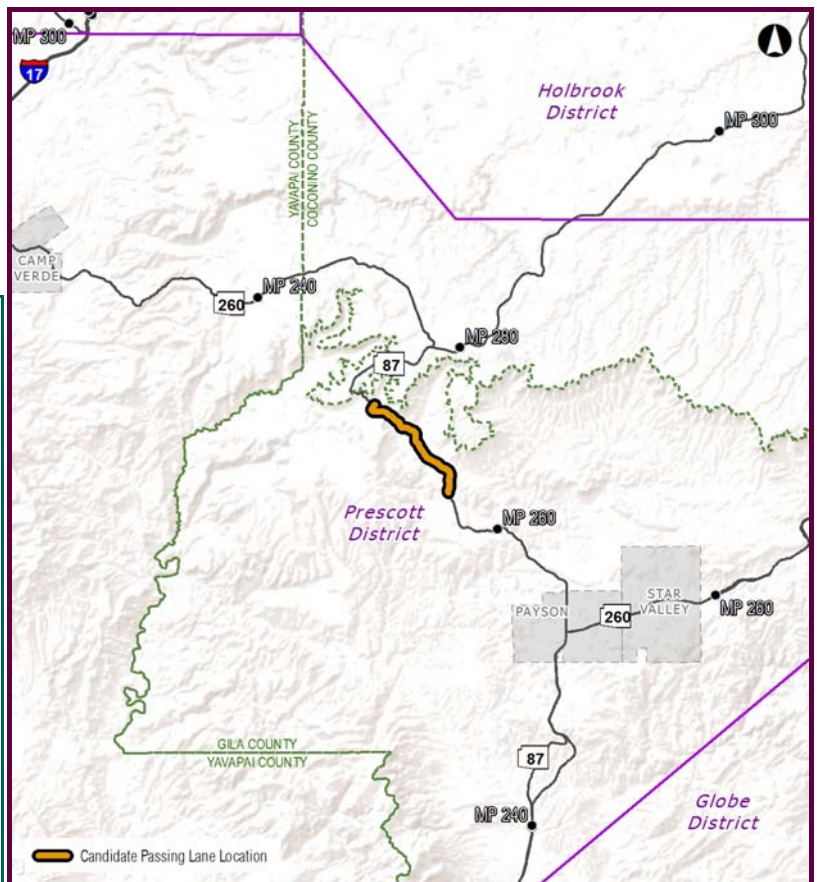 MP 300
17
Holbrook
District
MP 300
YAVAPAI COUNTY
COCONINO COUNTY
CAMP
VERDE
MP 240
260
MP 280
87
Prescott
District
MP 260
PAYSON
STAR
VALLEY
260
MP 260
GILA COUNTY
YAVAPAI COUNTY
87
MP 240
Globe
District
Candidate Passing Lane Location